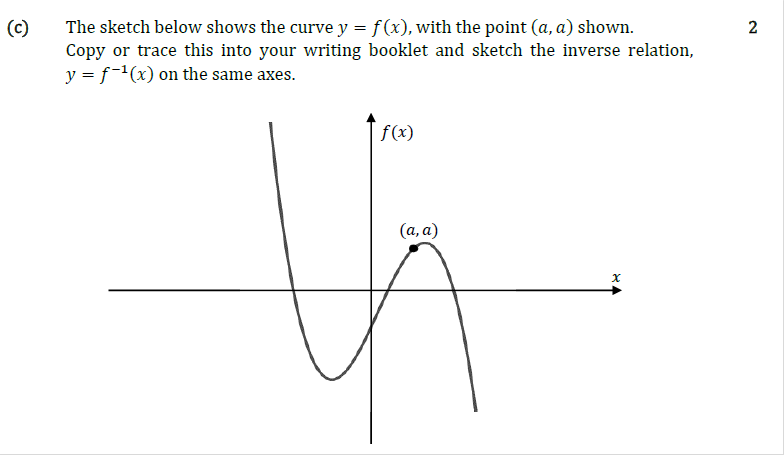 (c) The sketch below shows the curve y = f(x), with the point (a, a) shown. 2
Copy or trace this into your writing booklet and sketch the inverse relation,
y = f⁻¹(x) on the same axes.
f(x)
(a, a)
x